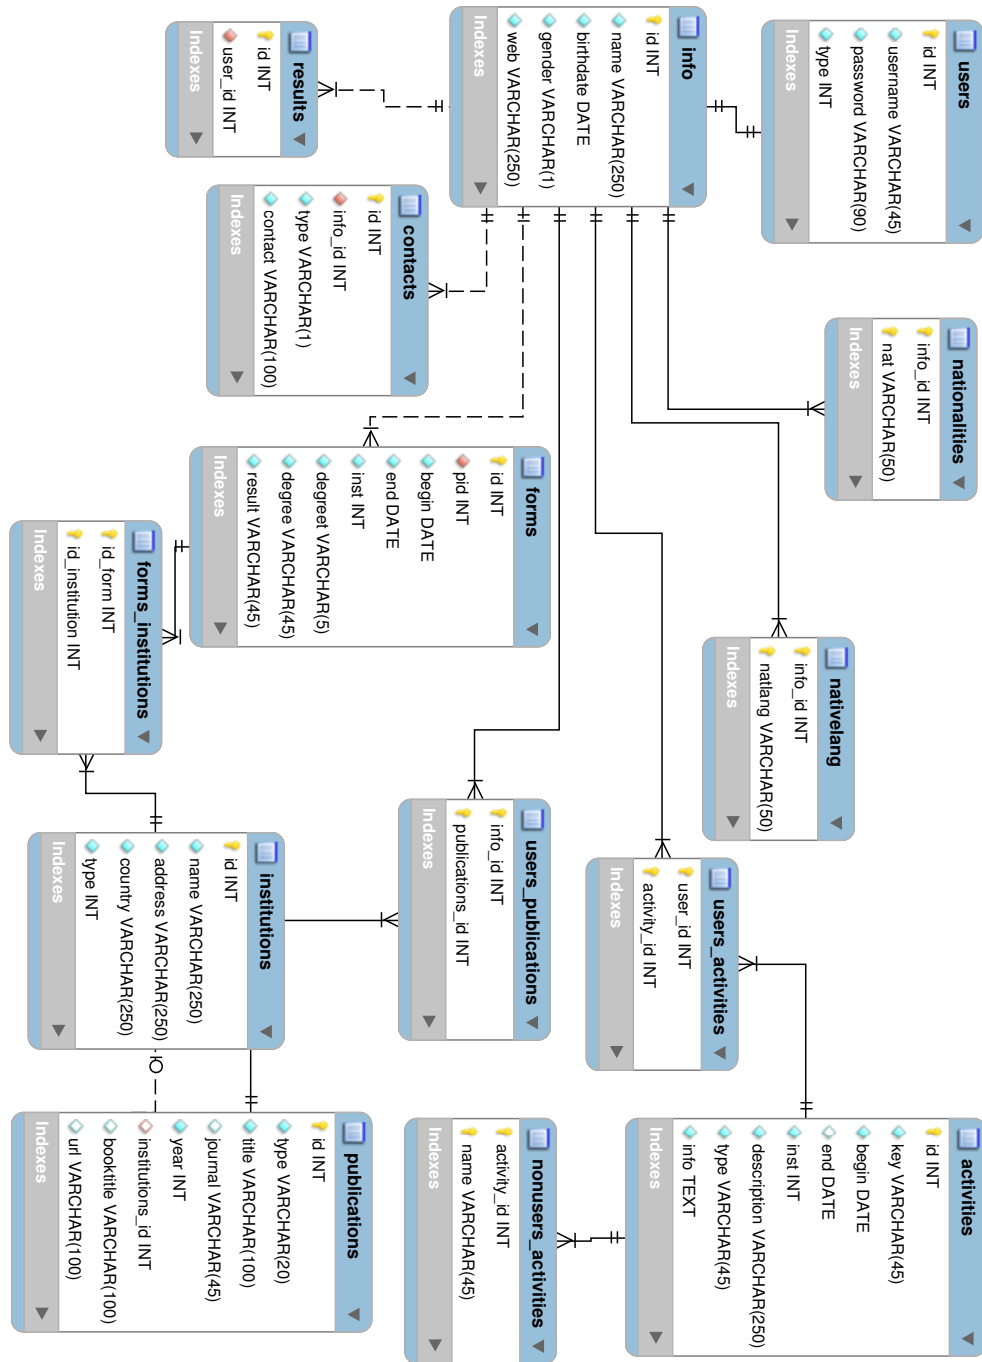 users
id INT
username VARCHAR(45)
password VARCHAR(90)
type INT
Indexes
nationalities
info_id INT
nat VARCHAR(50)
Indexes
nativelang
info_id INT
natlang VARCHAR(50)
Indexes
users_activities
user_id INT
activity_id INT
Indexes
activities
id INT
key VARCHAR(45)
begin DATE
end DATE
inst INT
description VARCHAR(250)
type VARCHAR(45)
info TEXT
Indexes
info
id INT
name VARCHAR(250)
birthdate DATE
gender VARCHAR(1)
web VARCHAR(250)
Indexes
users_publications
info_id INT
publications_id INT
Indexes
nonusers_activities
activity_id INT
name VARCHAR(45)
Indexes
contacts
id INT
info_id INT
type VARCHAR(1)
contact VARCHAR(100)
Indexes
forms
id INT
pid INT
begin DATE
end DATE
inst INT
degreet VARCHAR(5)
degree VARCHAR(45)
result VARCHAR(45)
Indexes
results
id INT
user_id INT
Indexes
institutions
id INT
name VARCHAR(250)
address VARCHAR(250)
country VARCHAR(250)
type INT
Indexes
publications
id INT
type VARCHAR(20)
title VARCHAR(100)
journal VARCHAR(45)
year INT
institutions_id INT
booktitle VARCHAR(100)
url VARCHAR(100)
Indexes
forms_institutions
id_form INT
id_institution INT
Indexes